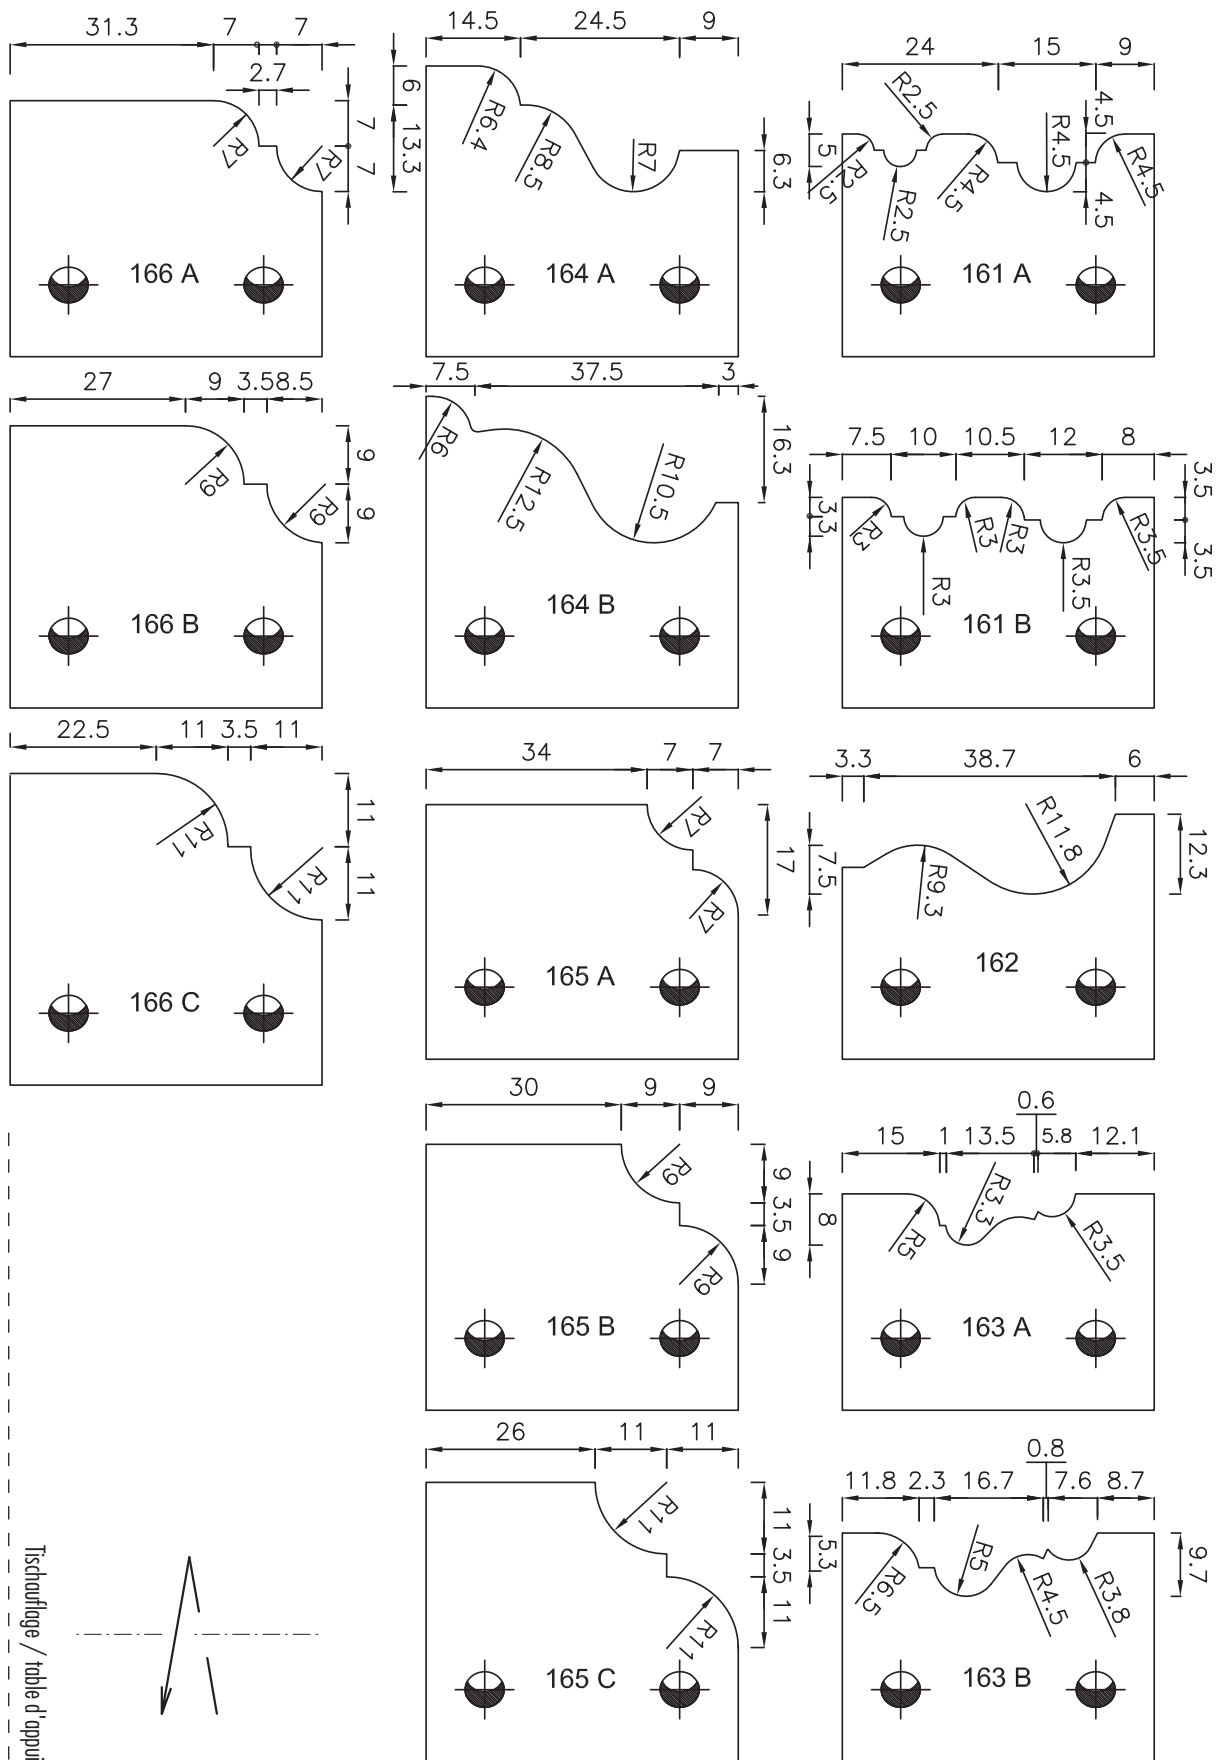 31.3 7 7
2.7
7
7
R7
R7
166 A
14.5 24.5 9
6
13.3
6.3
R6.4
R8.5
R7
164 A
24 15 9
R2.5
4.5
5
R2.5
R2.5
R4.5
R4.5
R4.5
4.5
161 A
27 9 3.5 8.5
9
9
R9
R9
166 B
7.5 37.5 3
16.3
R6
R12.5
R10.5
164 B
7.5 10 10.5 12 8
3.5
3.3
3.5
R3
R3
R3
R3
R3.5
R3.5
161 B
22.5 11 3.5 11
11
11
R11
R11
166 C
34 7 7
17
R7
R7
165 A
3.3 38.7 6
7.5
12.3
R9.3
R11.8
162
30 9 9
9
3.5
9
R9
R9
165 B
0.6
15 1 13.5 5.8 12.1
8
R5
R3.3
R3.5
163 A
26 11 11
11
3.5
11
R11
R11
165 C
0.8
11.8 2.3 16.7 7.6 8.7
5.3
9.7
R6.5
R5
R4.5
R3.8
163 B
Tischauflage / table d'appui